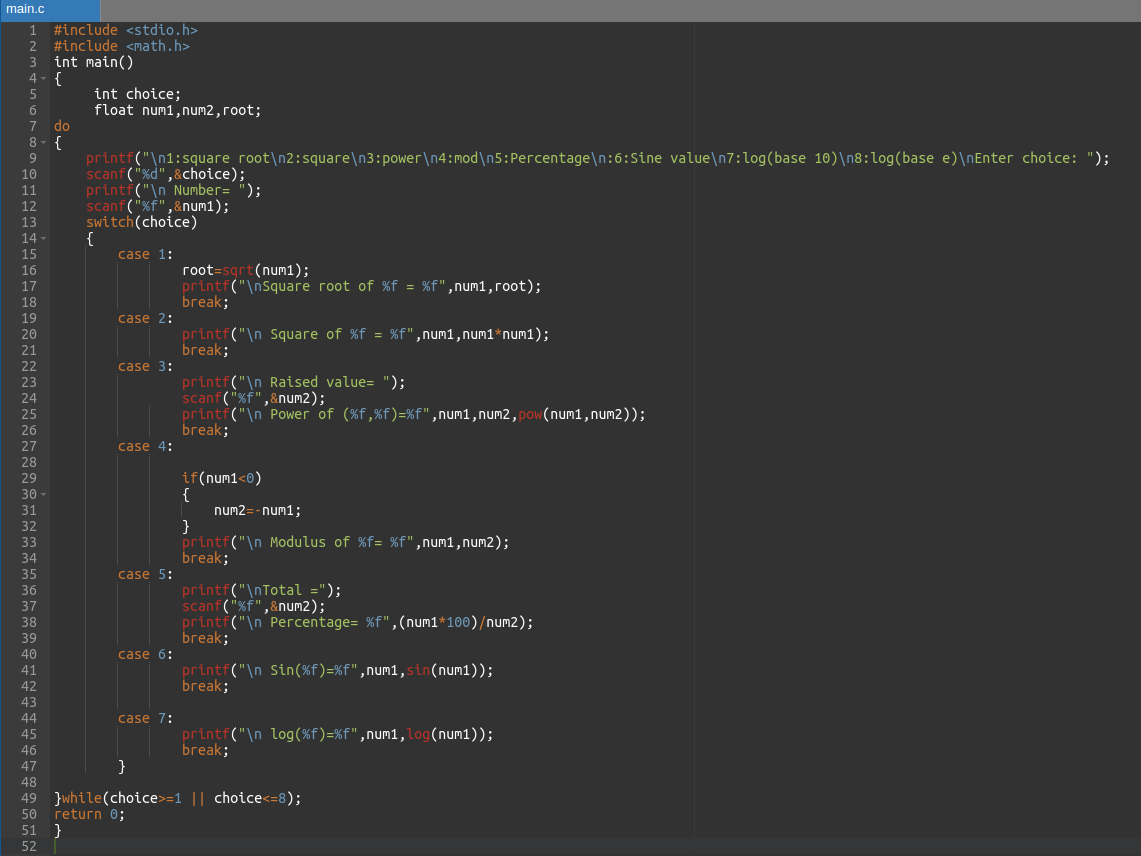 main.c
1 #include <stdio.h>
2 #include <math.h>
3 int main()
4 {
5      int choice;
6      float num1,num2,root;
7 do
8 {
9     printf("\n1:square root\n2:square\n3:power\n4:mod\n5:Percentage\n:6:Sine value\n7:log(base 10)\n8:log(base e)\nEnter choice: ");
10     scanf("%d",&choice);
11     printf("\n Number= ");
12     scanf("%f",&num1);
13     switch(choice)
14     {
15         case 1:
16                 root=sqrt(num1);
17                 printf("\nSquare root of %f = %f",num1,root);
18                 break;
19         case 2:
20                 printf("\n Square of %f = %f",num1,num1*num1);
21                 break;
22         case 3:
23                 printf("\n Raised value= ");
24                 scanf("%f",&num2);
25                 printf("\n Power of (%f,%f)=%f",num1,num2,pow(num1,num2));
26                 break;
27         case 4:
28
29                 if(num1<0)
30                 {
31                     num2=-num1;
32                 }
33                 printf("\n Modulus of %f= %f",num1,num2);
34                 break;
35         case 5:
36                 printf("\nTotal =");
37                 scanf("%f",&num2);
38                 printf("\n Percentage= %f",(num1*100)/num2);
39                 break;
40         case 6:
41                 printf("\n Sin(%f)=%f",num1,sin(num1));
42                 break;
43
44         case 7:
45                 printf("\n log(%f)=%f",num1,log(num1));
46                 break;
47         }
48
49 }while(choice>=1 || choice<=8);
50 return 0;
51 }
52